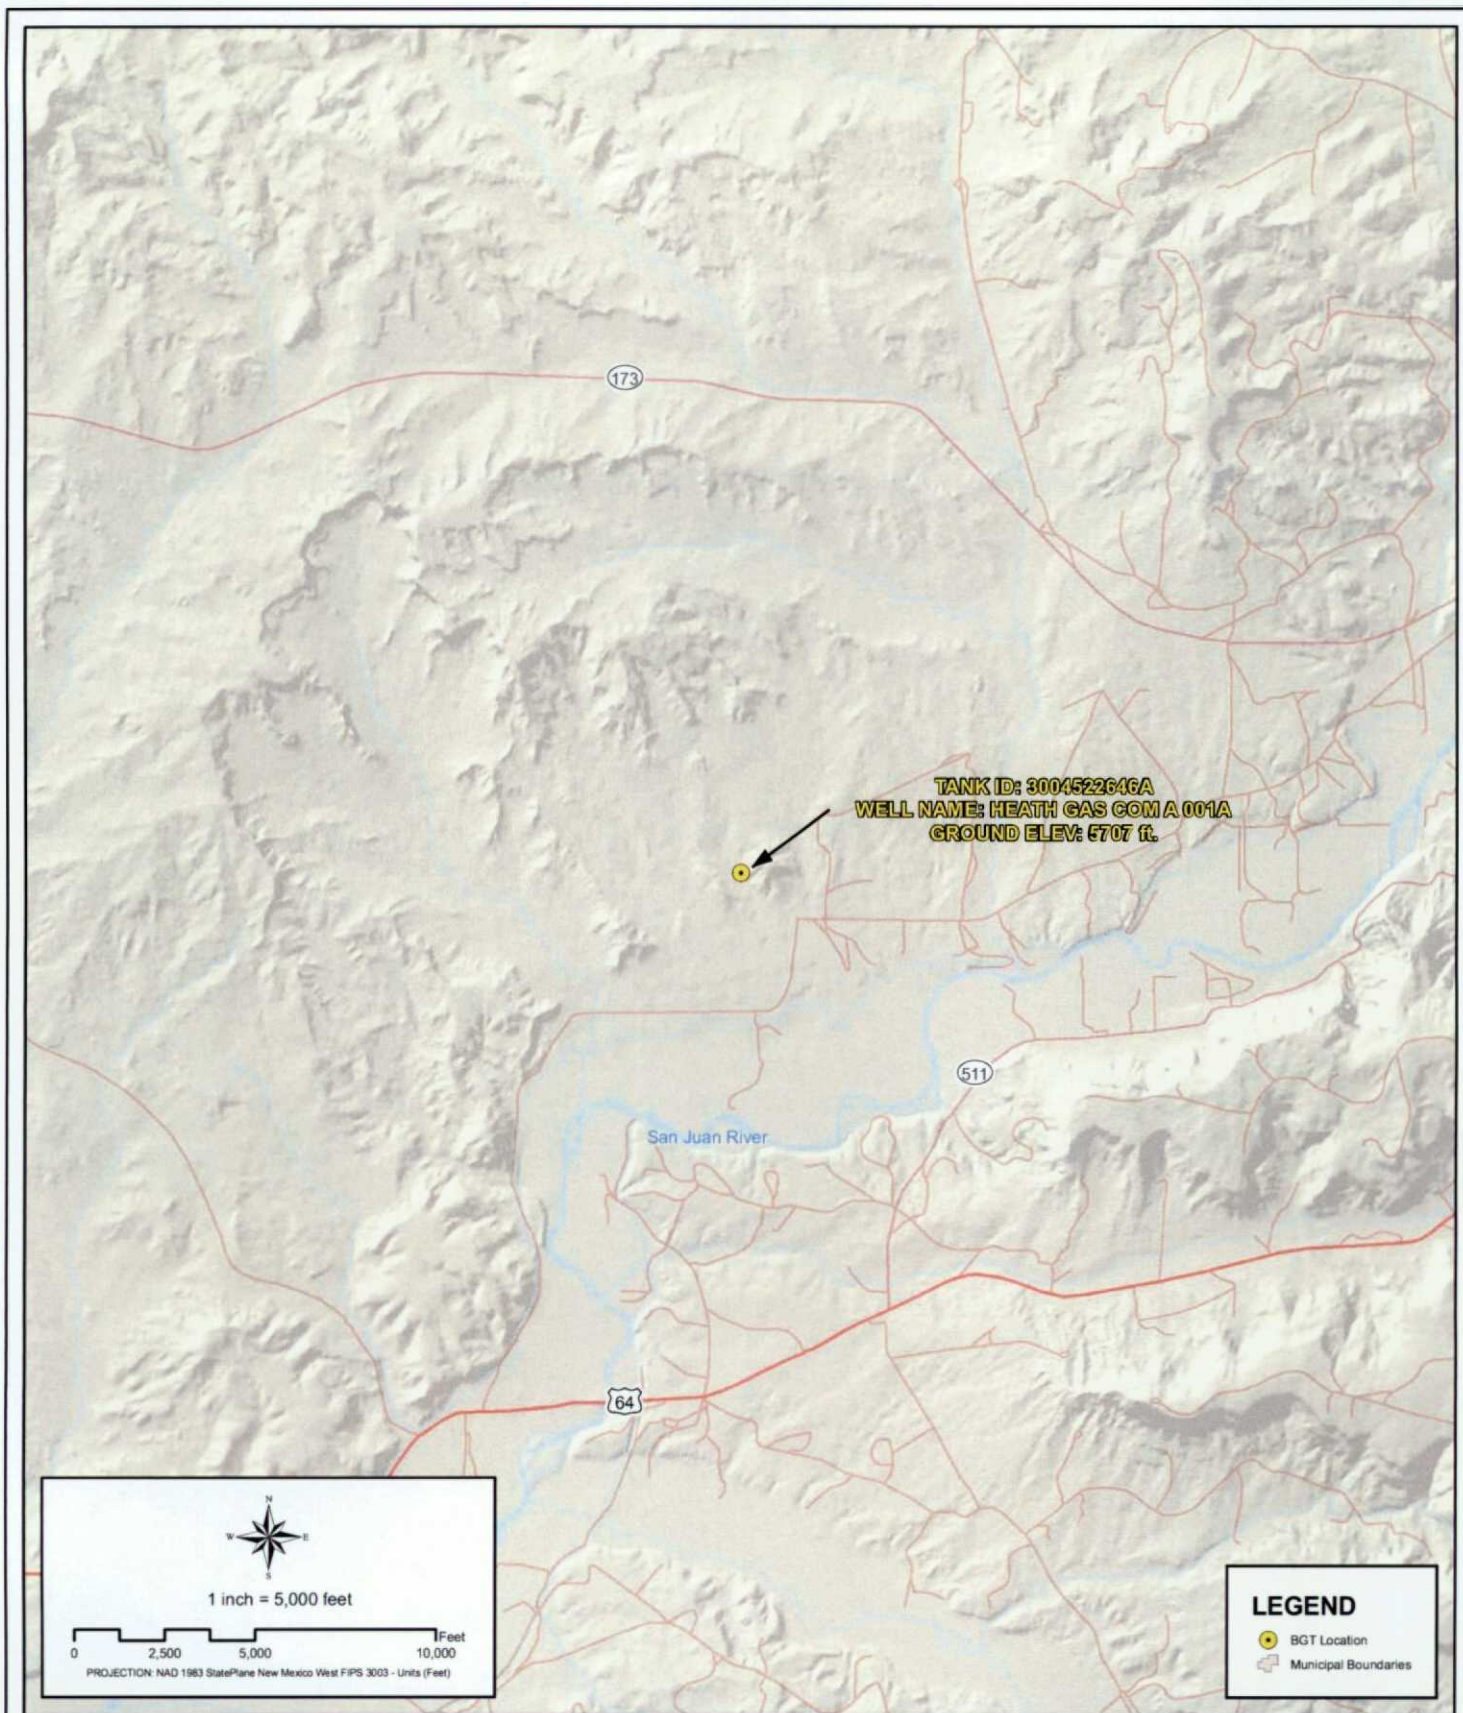 173
TANK ID: 3004522646A
WELL NAME: HEATH GAS COM A 001A
GROUND ELEV: 5707 ft.
511
San Juan River
64
N
W E
S
1 inch = 5,000 feet
Feet
0 2,500 5,000 10,000
PROJECTION: NAD 1983 StatePlane New Mexico West FIPS 3003 - Units (Feet)
LEGEND
BGT Location
Municipal Boundaries